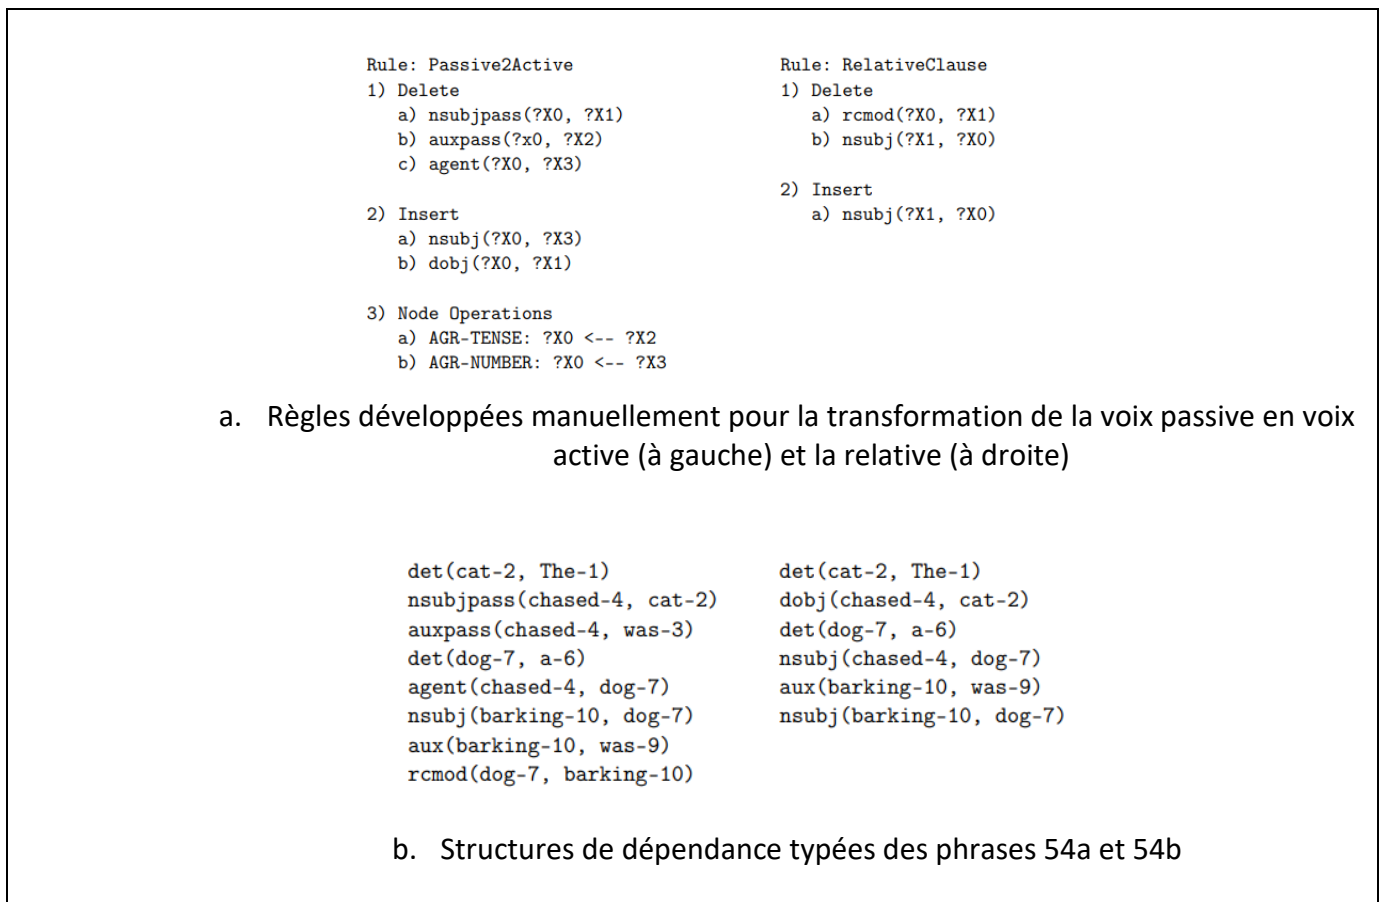 Rule: Passive2Active
1) Delete
a) nsubjpass(?X0, ?X1)
b) auxpass(?x0, ?X2)
c) agent(?X0, ?X3)
2) Insert
a) nsubj(?X0, ?X3)
b) dobj(?X0, ?X1)
3) Node Operations
a) AGR-TENSE: ?X0 <-- ?X2
b) AGR-NUMBER: ?X0 <-- ?X3
Rule: RelativeClause
1) Delete
a) rcmod(?X0, ?X1)
b) nsubj(?X1, ?X0)
2) Insert
a) nsubj(?X1, ?X0)
a. Règles développées manuellement pour la transformation de la voix passive en voix
active (à gauche) et la relative (à droite)
det(cat-2, The-1)
nsubjpass(chased-4, cat-2)
auxpass(chased-4, was-3)
det(dog-7, a-6)
agent(chased-4, dog-7)
nsubj(barking-10, dog-7)
aux(barking-10, was-9)
rcmod(dog-7, barking-10)
det(cat-2, The-1)
dobj(chased-4, cat-2)
det(dog-7, a-6)
nsubj(chased-4, dog-7)
aux(barking-10, was-9)
nsubj(barking-10, dog-7)
b. Structures de dépendance typées des phrases 54a et 54b